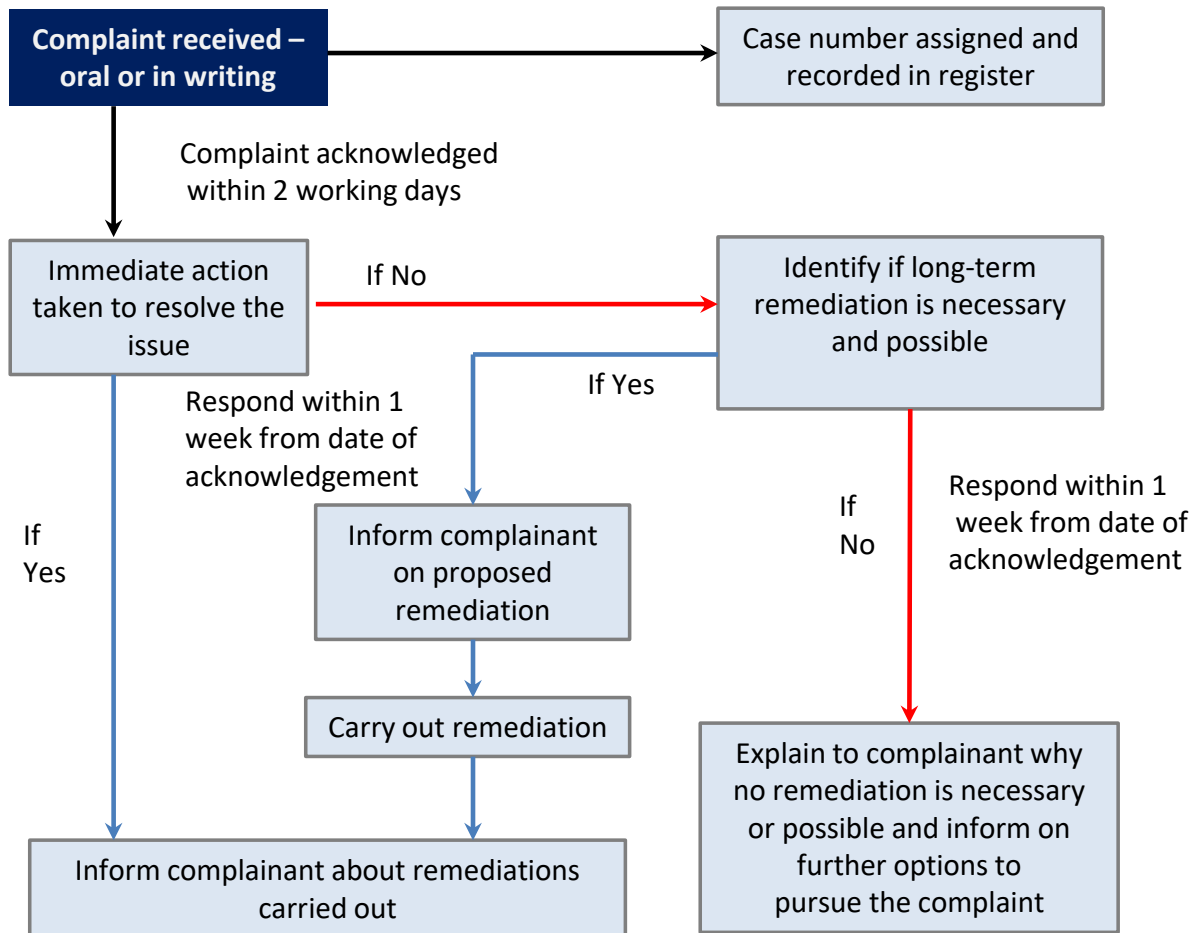 Complaint received –
oral or in writing
Case number assigned and
recorded in register
Complaint acknowledged
within 2 working days
Immediate action
taken to resolve the
issue
If No
Identify if long-term
remediation is necessary
and possible
If Yes
Respond within 1
week from date of
acknowledgement
If
Yes
Inform complainant
on proposed
remediation
If
No
Respond within 1
week from date of
acknowledgement
Carry out remediation
Explain to complainant why
no remediation is necessary
or possible and inform on
further options to
pursue the complaint
Inform complainant about remediations
carried out